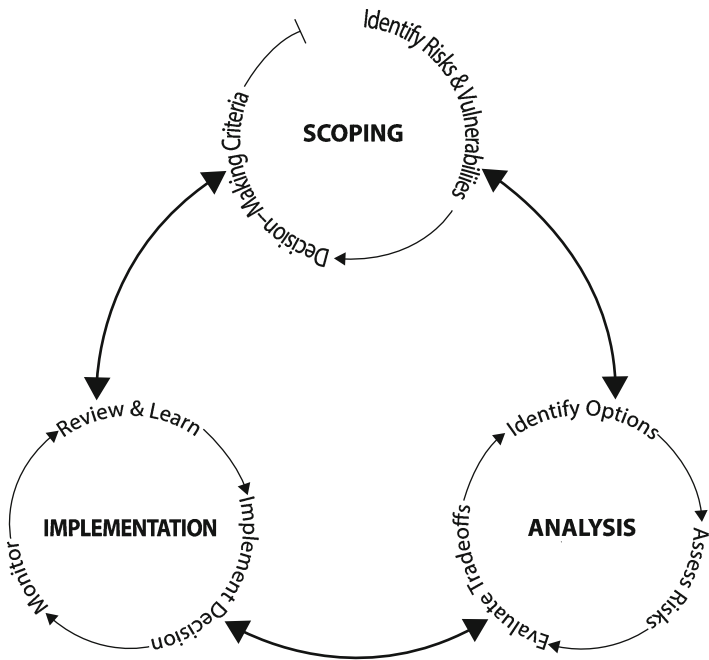 Identify Risks & Vulnerabiliies
SCOPING
Decision-Making Criteria
Review & Learn
IMPLEMENTATION
Implement Decision
Monitor
Identify Options
ANALYSIS
Assess Risks
Evaluate Tradeoffs